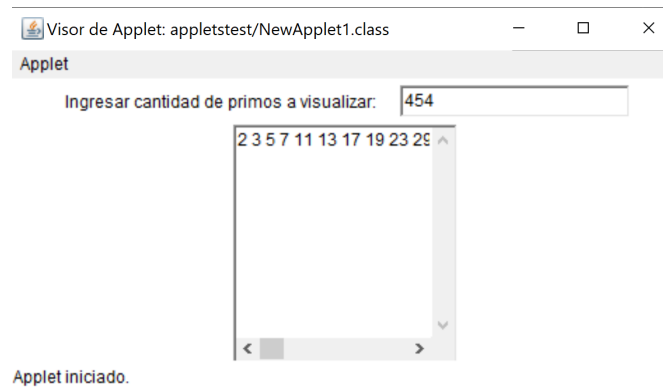 Visor de Applet: appletstest/NewApplet1.class
Applet
Ingresar cantidad de primos a visualizar: 454
2 3 5 7 11 13 17 19 23 29
Applet iniciado.